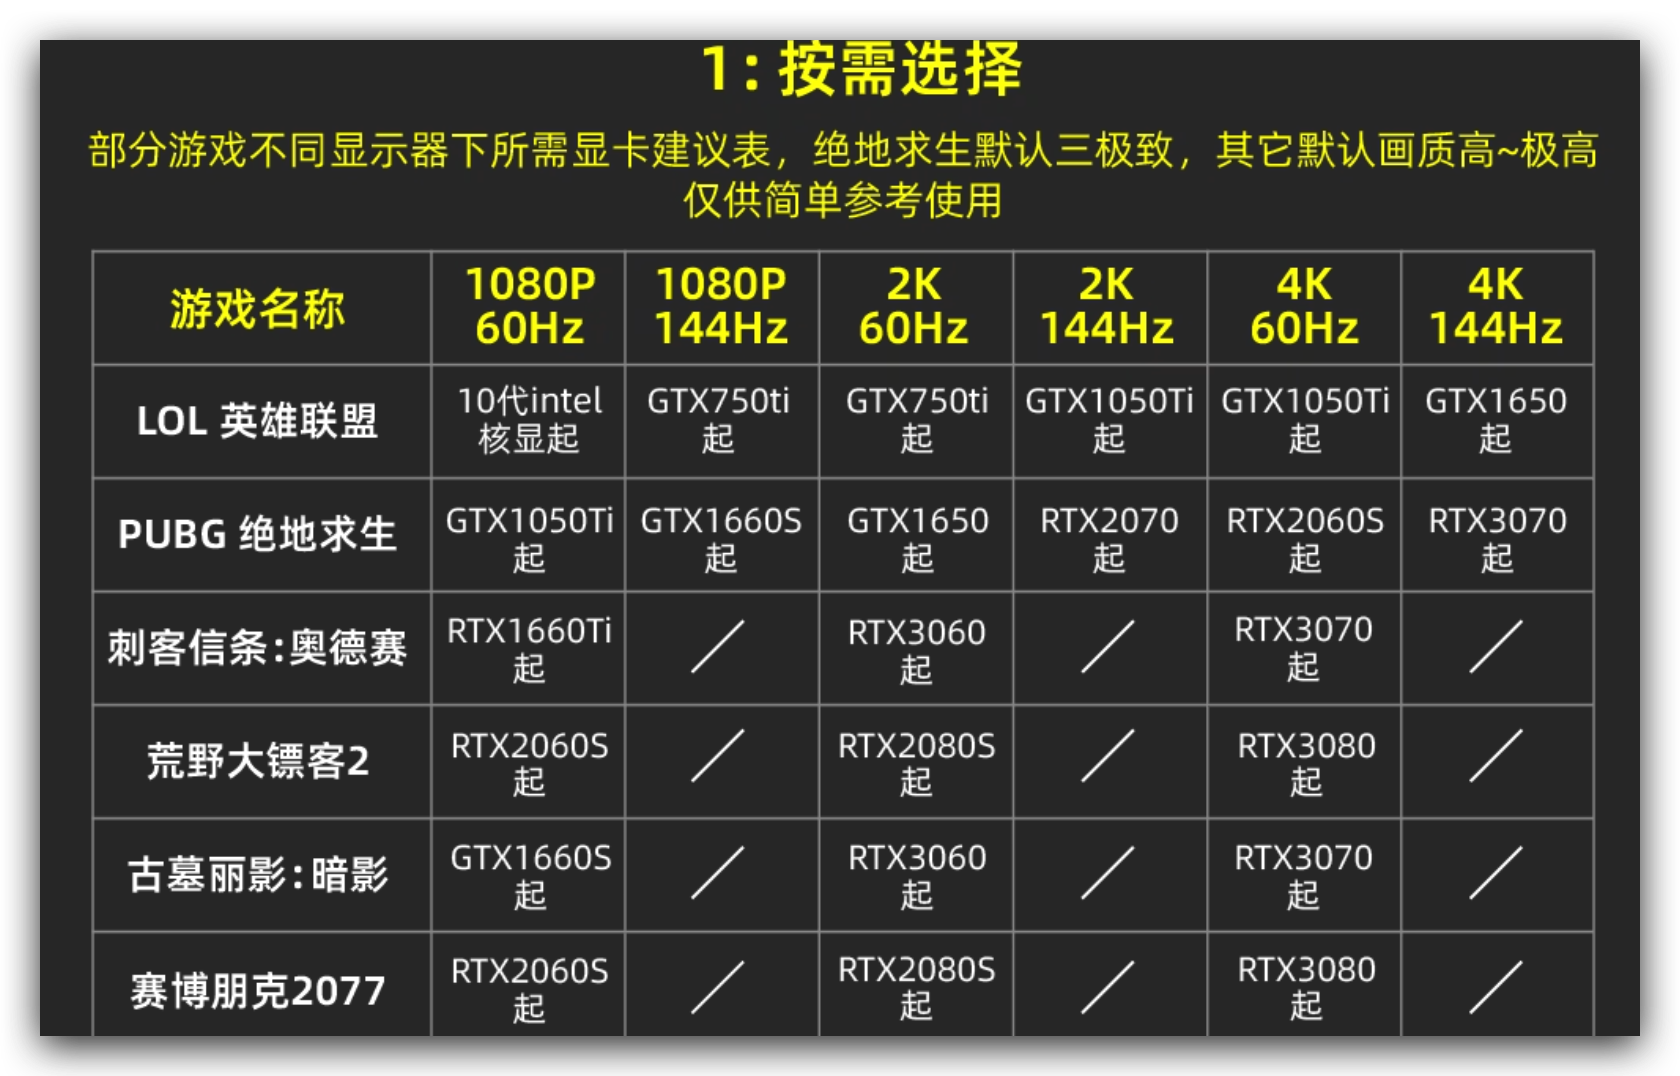 1：按需选择
部分游戏不同显示器下所需显卡建议表，绝地求生默认三极致，其它默认画质高~极高
仅供简单参考使用
游戏名称 1080P 60Hz 1080P 144Hz 2K 60Hz 2K 144Hz 4K 60Hz 4K 144Hz
LOL 英雄联盟 10代intel 核显起 GTX750ti 起 GTX750ti 起 GTX1050Ti 起 GTX1050Ti 起 GTX1650 起
PUBG 绝地求生 GTX1050Ti 起 GTX1660S 起 GTX1650 起 RTX2070 起 RTX2060S 起 RTX3070 起
刺客信条:奥德赛 RTX1660Ti 起 ／ RTX3060 起 ／ RTX3070 起 ／
荒野大镖客2 RTX2060S 起 ／ RTX2080S 起 ／ RTX3080 起 ／
古墓丽影:暗影 GTX1660S 起 ／ RTX3060 起 ／ RTX3070 起 ／
赛博朋克2077 RTX2060S 起 ／ RTX2080S 起 ／ RTX3080 起 ／